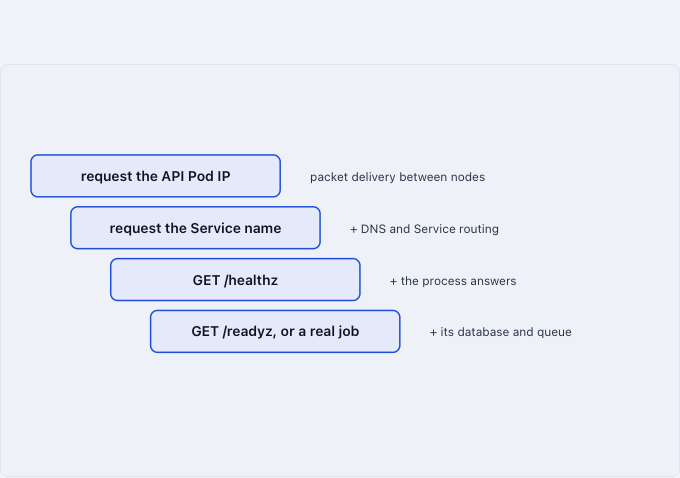 request the API Pod IP
packet delivery between nodes
request the Service name
+ DNS and Service routing
GET /healthz
+ the process answers
GET /readyz, or a real job
+ its database and queue